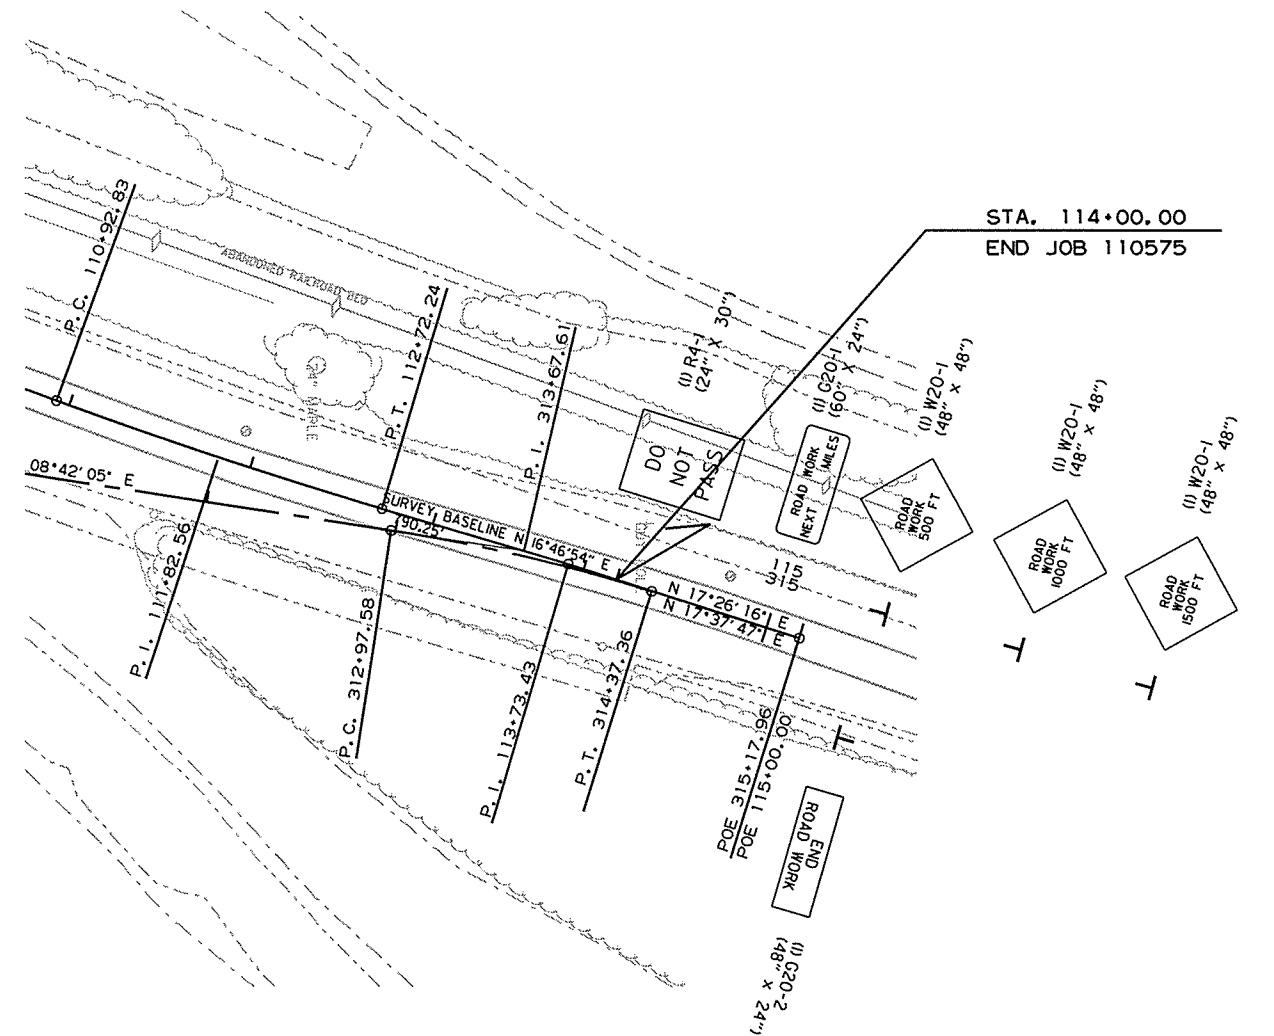 STA. 114+00.00
END JOB 110575
P.C. 110+92.83
ABANDONED RAILROAD BED
P.T. 112+72.24
P.I. 313+67.61
(1) R4-1
(24" x 30")
(1) G20-1
(60" x 24")
(1) W20-1
(48" x 48")
(1) W20-1
(48" x 48")
(1) W20-1
(48" x 48")
DO
NOT
PASS
ROAD WORK
NEXT MILES
ROAD
WORK
500 FT
ROAD
WORK
1000 FT
ROAD
WORK
1500 FT
MAPLE
08°42'05" E
SURVEY BASELINE N 16°46'54" E
(90.25'
115
315
N 17°26'16" E
N 17°37'47" E
P.I. 111+82.56
P.C. 312+97.58
P.I. 113+73.43
P.T. 314+37.36
POE 315+17.96
POE 115+00.00
END
ROAD WORK
(1) G20-2
(48" x 24")